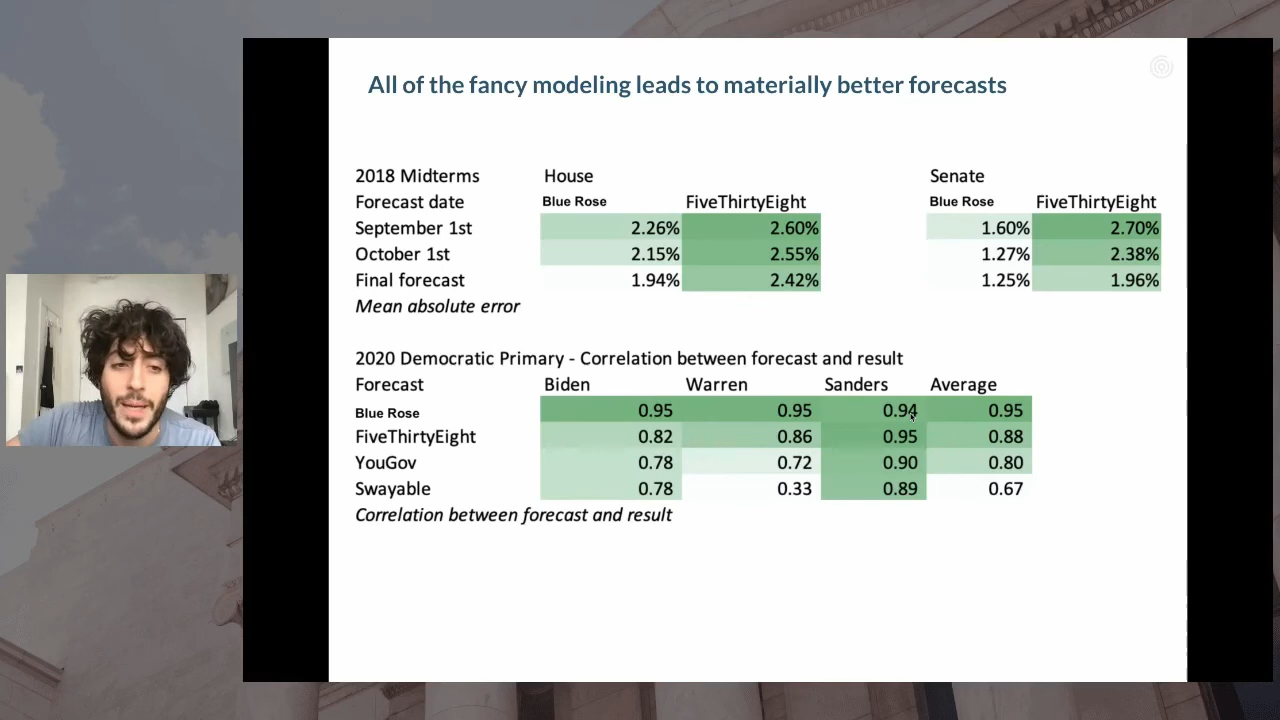 All of the fancy modeling leads to materially better forecasts
2018 Midterms House Senate
Forecast date Blue Rose FiveThirtyEight Blue Rose FiveThirtyEight
September 1st 2.26% 2.60% 1.60% 2.70%
October 1st 2.15% 2.55% 1.27% 2.38%
Final forecast 1.94% 2.42% 1.25% 1.96%
Mean absolute error
2020 Democratic Primary - Correlation between forecast and result
Forecast Biden Warren Sanders Average
Blue Rose 0.95 0.95 0.94 0.95
FiveThirtyEight 0.82 0.86 0.95 0.88
YouGov 0.78 0.72 0.90 0.80
Swayable 0.78 0.33 0.89 0.67
Correlation between forecast and result